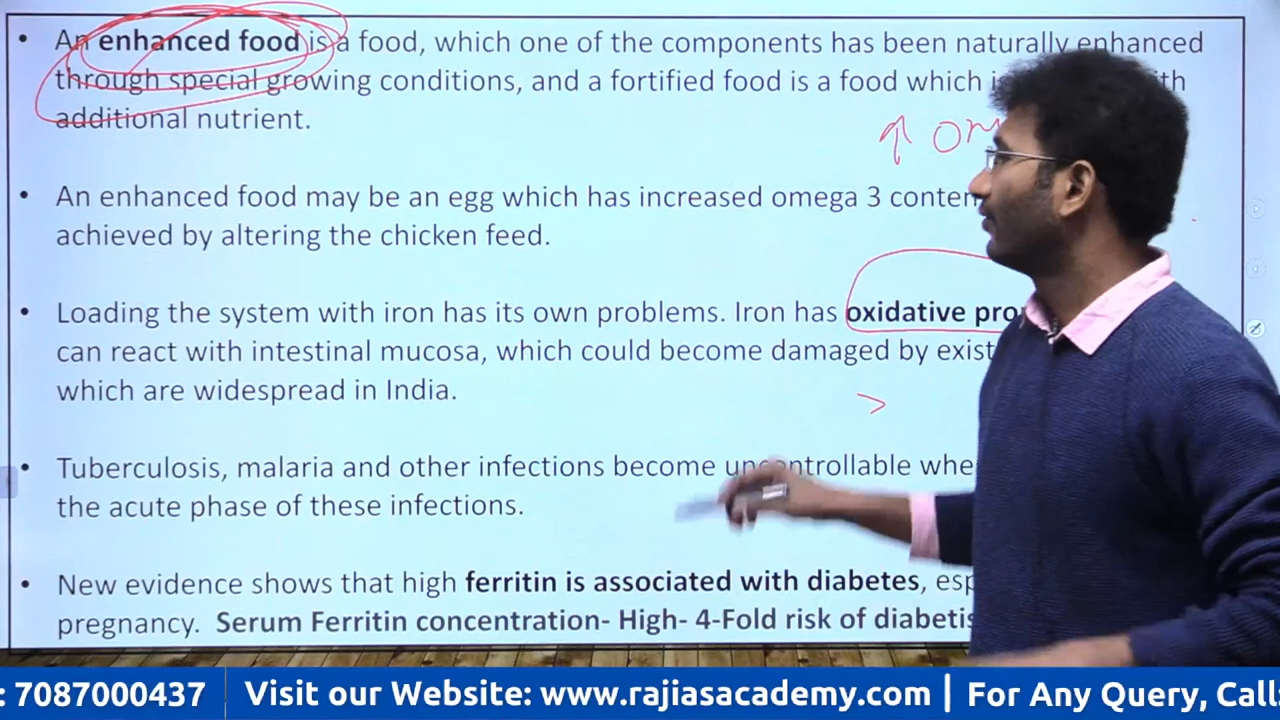 • An enhanced food is a food, which one of the components has been naturally enhanced
through special growing conditions, and a fortified food is a food which
additional nutrient.
↑
• An enhanced food may be an egg which has increased omega 3
achieved by altering the chicken feed.
• Loading the system with iron has its own problems. Iron has oxidative
can react with intestinal mucosa, which could become damaged by
which are widespread in India.
>
• Tuberculosis, malaria and other infections become uncontrollable
the acute phase of these infections.
• New evidence shows that high ferritin is associated with diabetes,
pregnancy. Serum Ferritin concentration- High- 4-Fold risk of
: 7087000437 | Visit our Website: www.rajiasacademy.com | For Any Query, Call: